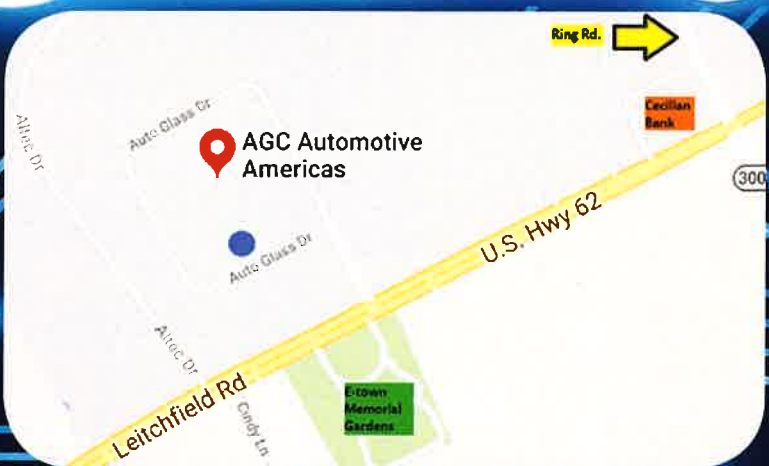 Ring Rd.
Cecilian
Bank
Auto Glass Dr
Altec Dr
AGC Automotive
Americas
300
U.S. Hwy 62
Auto Glass Dr
Altec Dr
Leitchfield Rd
E-town
Memorial
Gardens
Cindy Ln